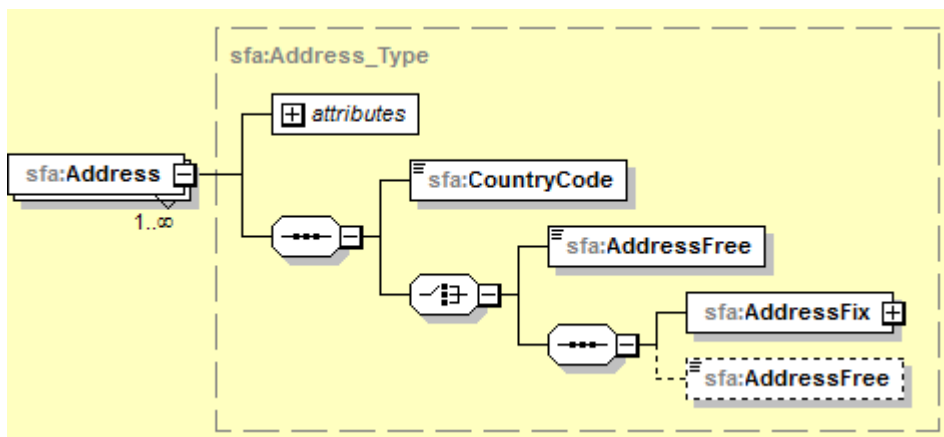 sfa:Address_Type
attributes
sfa:Address
1..∞
sfa:CountryCode
sfa:AddressFree
sfa:AddressFix
sfa:AddressFree